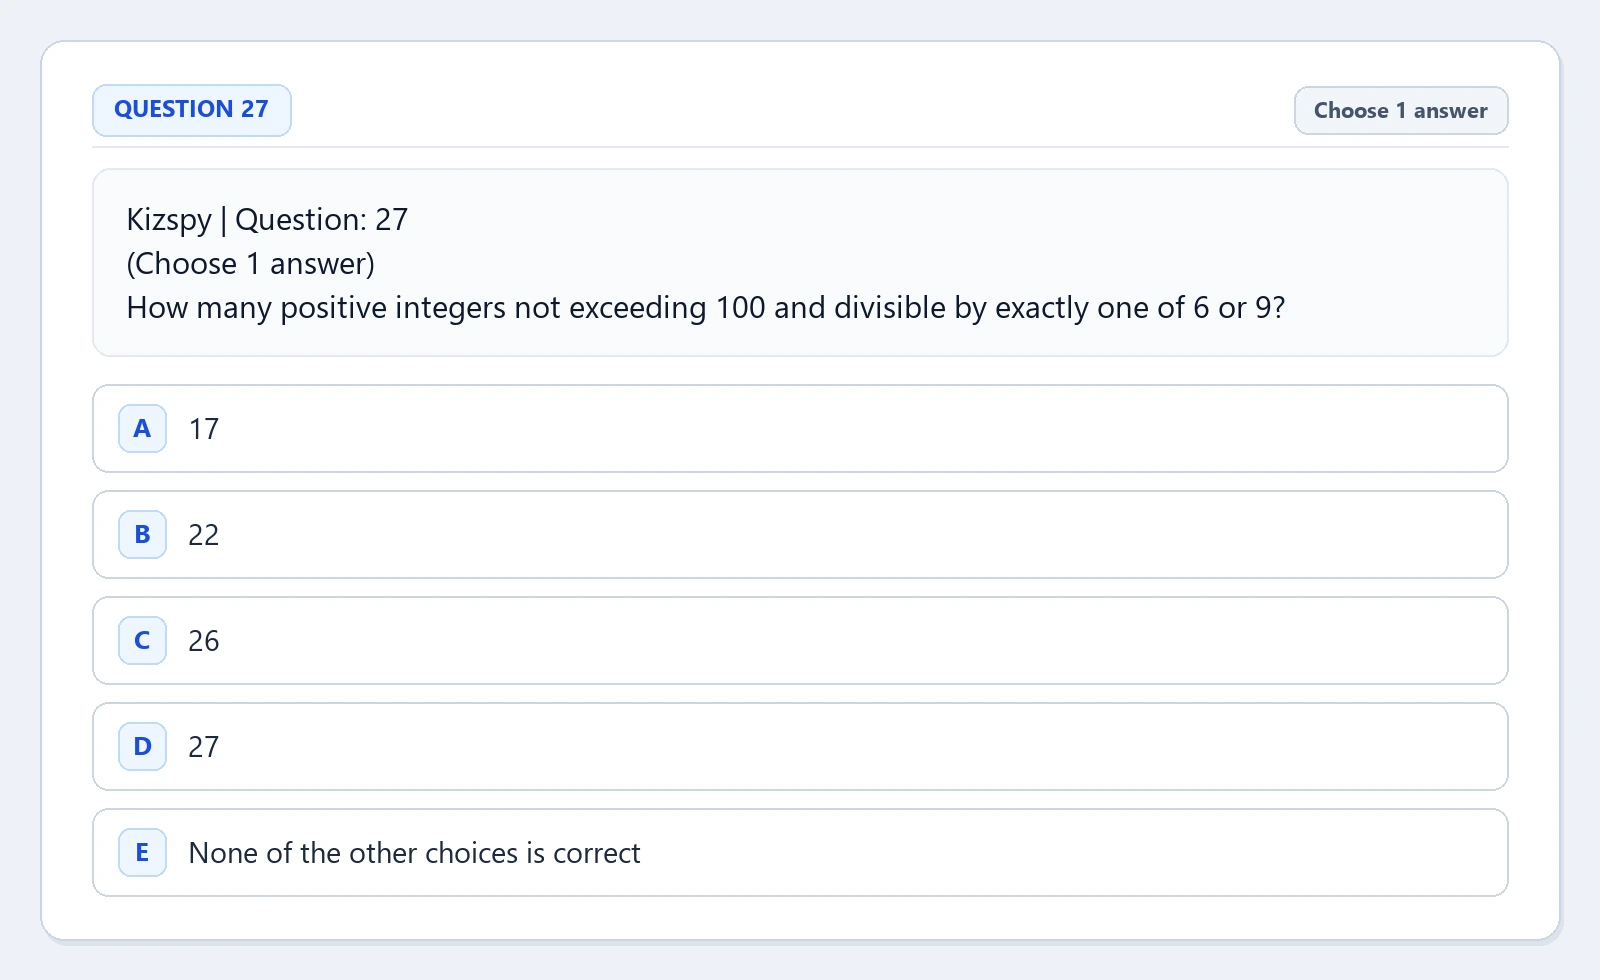 QUESTION 27
Choose 1 answer
Kizspy | Question: 27
(Choose 1 answer)
How many positive integers not exceeding 100 and divisible by exactly one of 6 or 9?
A 17
B 22
C 26
D 27
E None of the other choices is correct